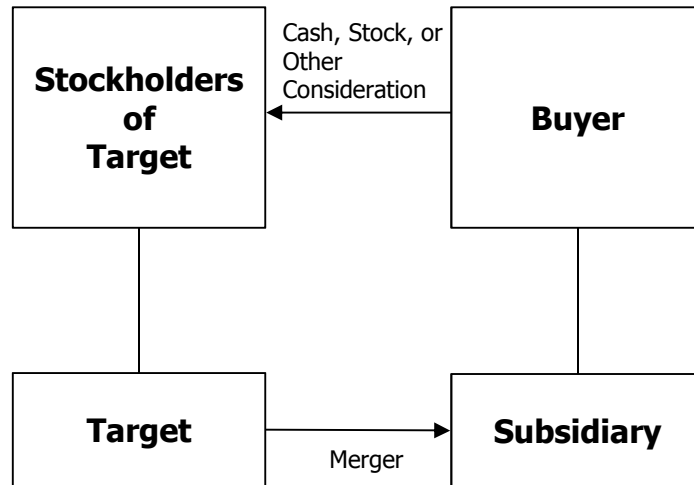 Stockholders
of
Target
Cash, Stock, or
Other
Consideration
Buyer
Target
Merger
Subsidiary